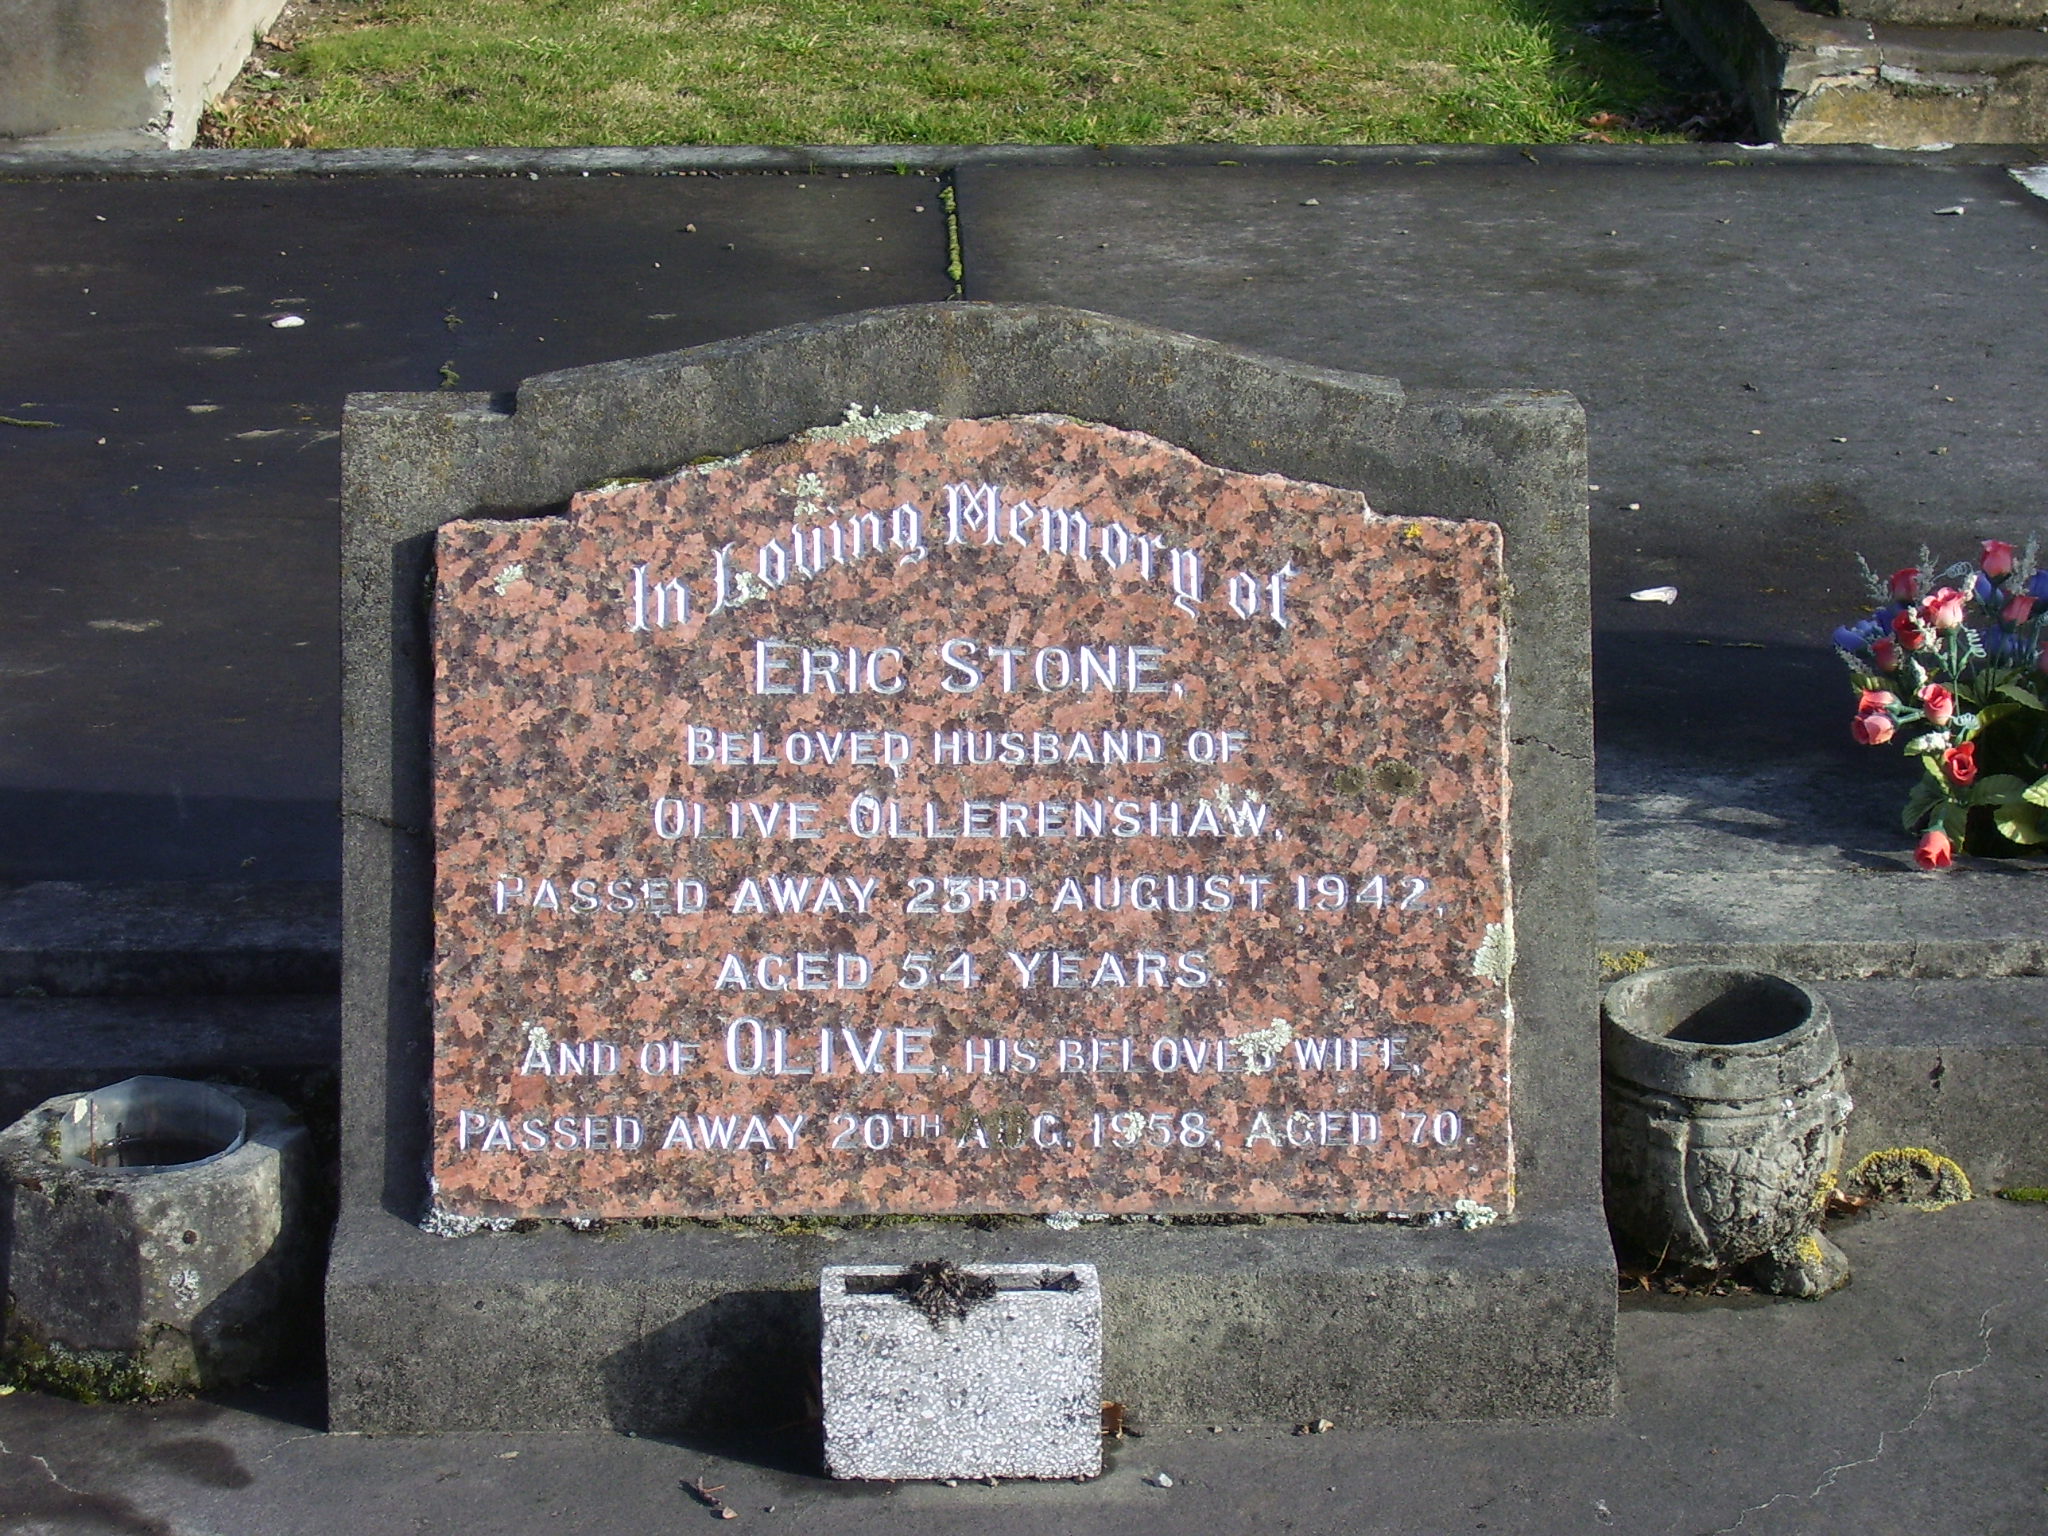 In Loving Memory of
ERIC STONE,
BELOVED HUSBAND OF
OLIVE OLLERENSHAW,
PASSED AWAY 23RD AUGUST 1942,
AGED 54 YEARS.
AND OF OLIVE, HIS BELOVED WIFE,
PASSED AWAY 20TH AUG. 1958, AGED 70.